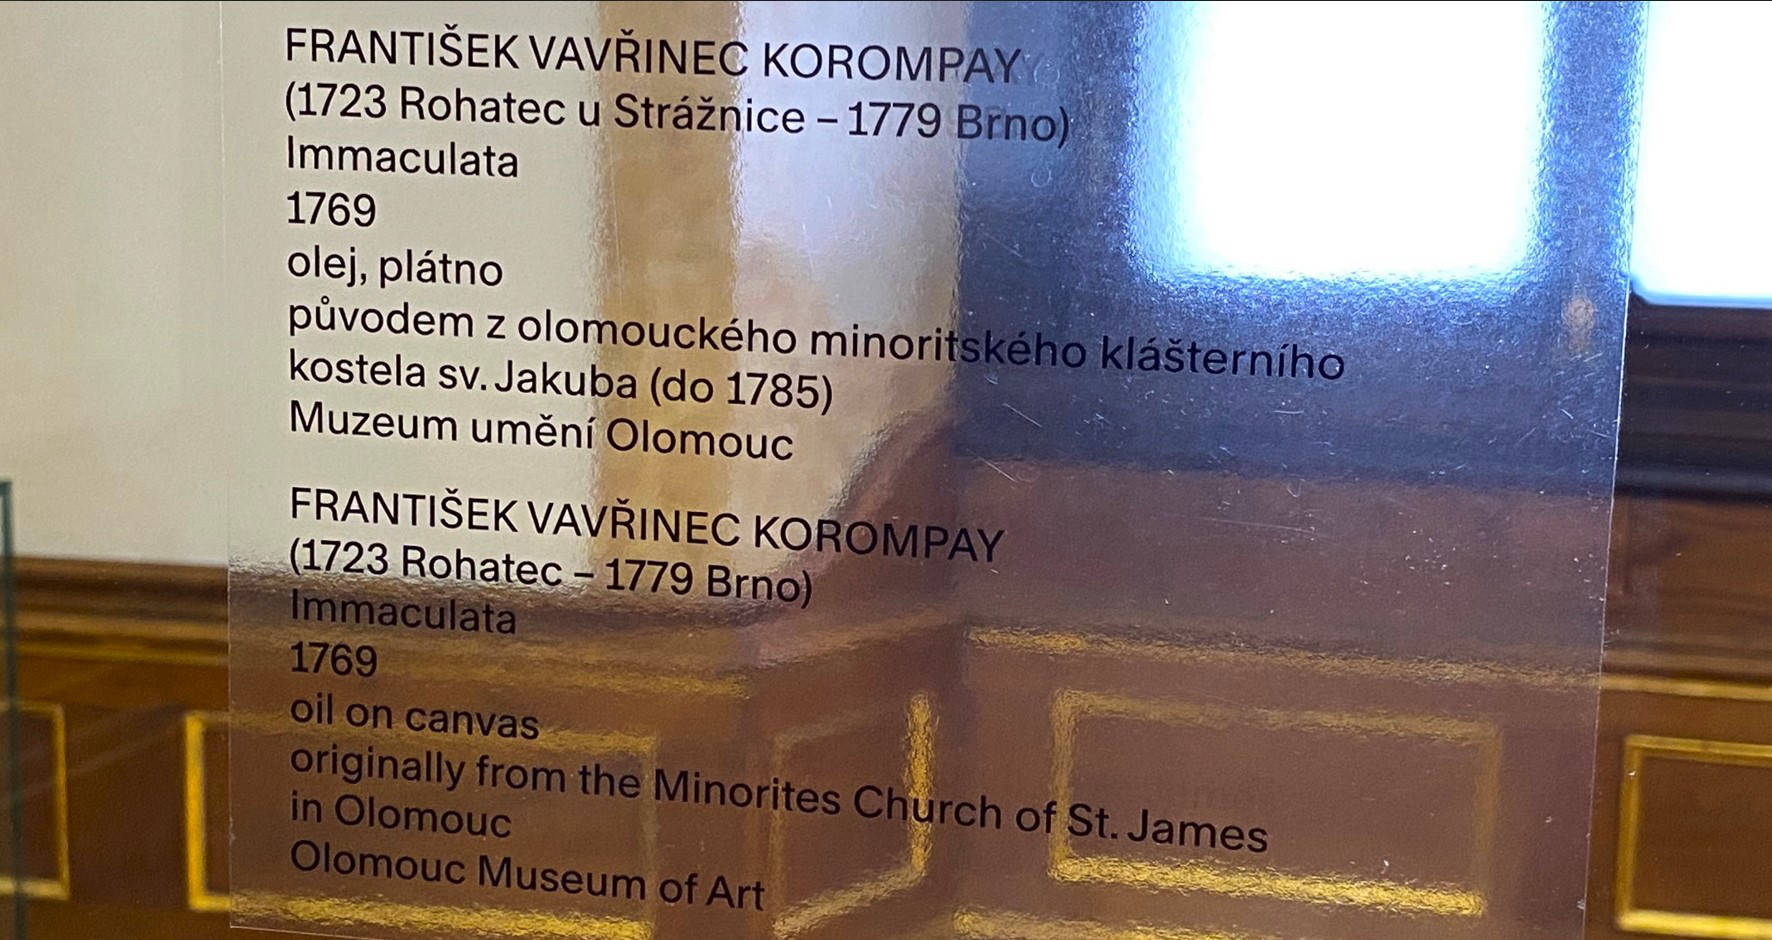 FRANTIŠEK VAVŘINEC KOROMPAY
(1723 Rohatec u Strážnice – 1779 Brno)
Immaculata
1769
olej, plátno
původem z olomouckého minoritského klášterního
kostela sv. Jakuba (do 1785)
Muzeum umění Olomouc
FRANTIŠEK VAVŘINEC KOROMPAY
(1723 Rohatec – 1779 Brno)
Immaculata
1769
oil on canvas
originally from the Minorites Church of St. James
in Olomouc
Olomouc Museum of Art